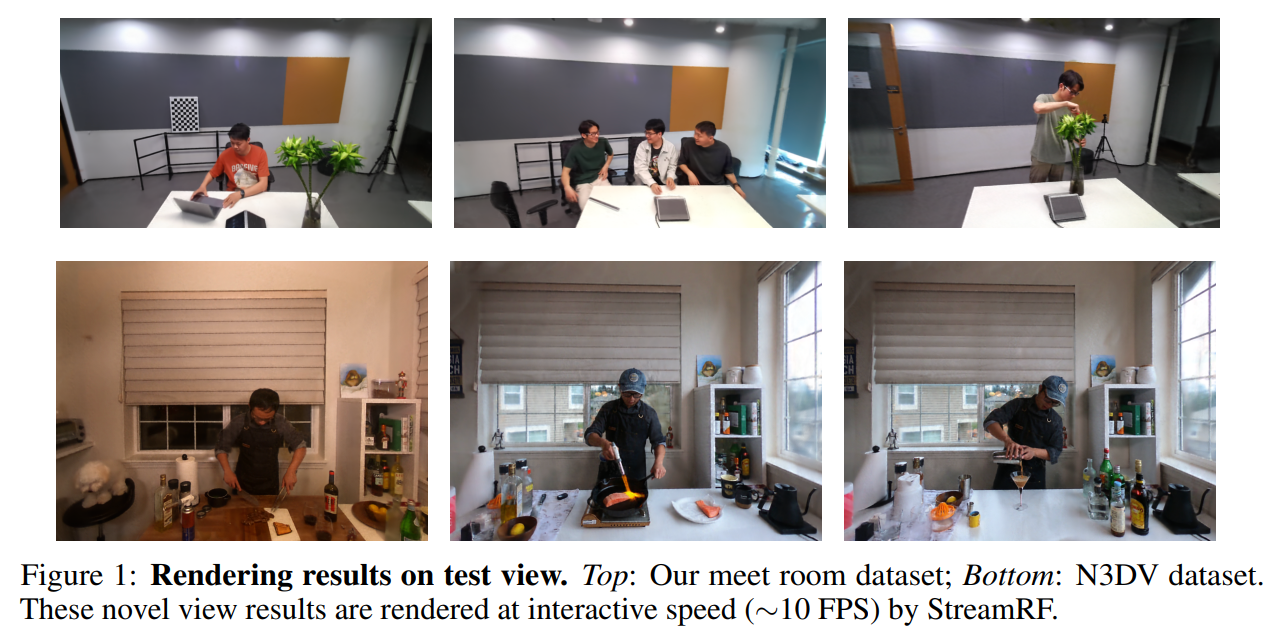 Figure 1: Rendering results on test view. Top: Our meet room dataset; Bottom: N3DV dataset.
These novel view results are rendered at interactive speed (∼10 FPS) by StreamRF.